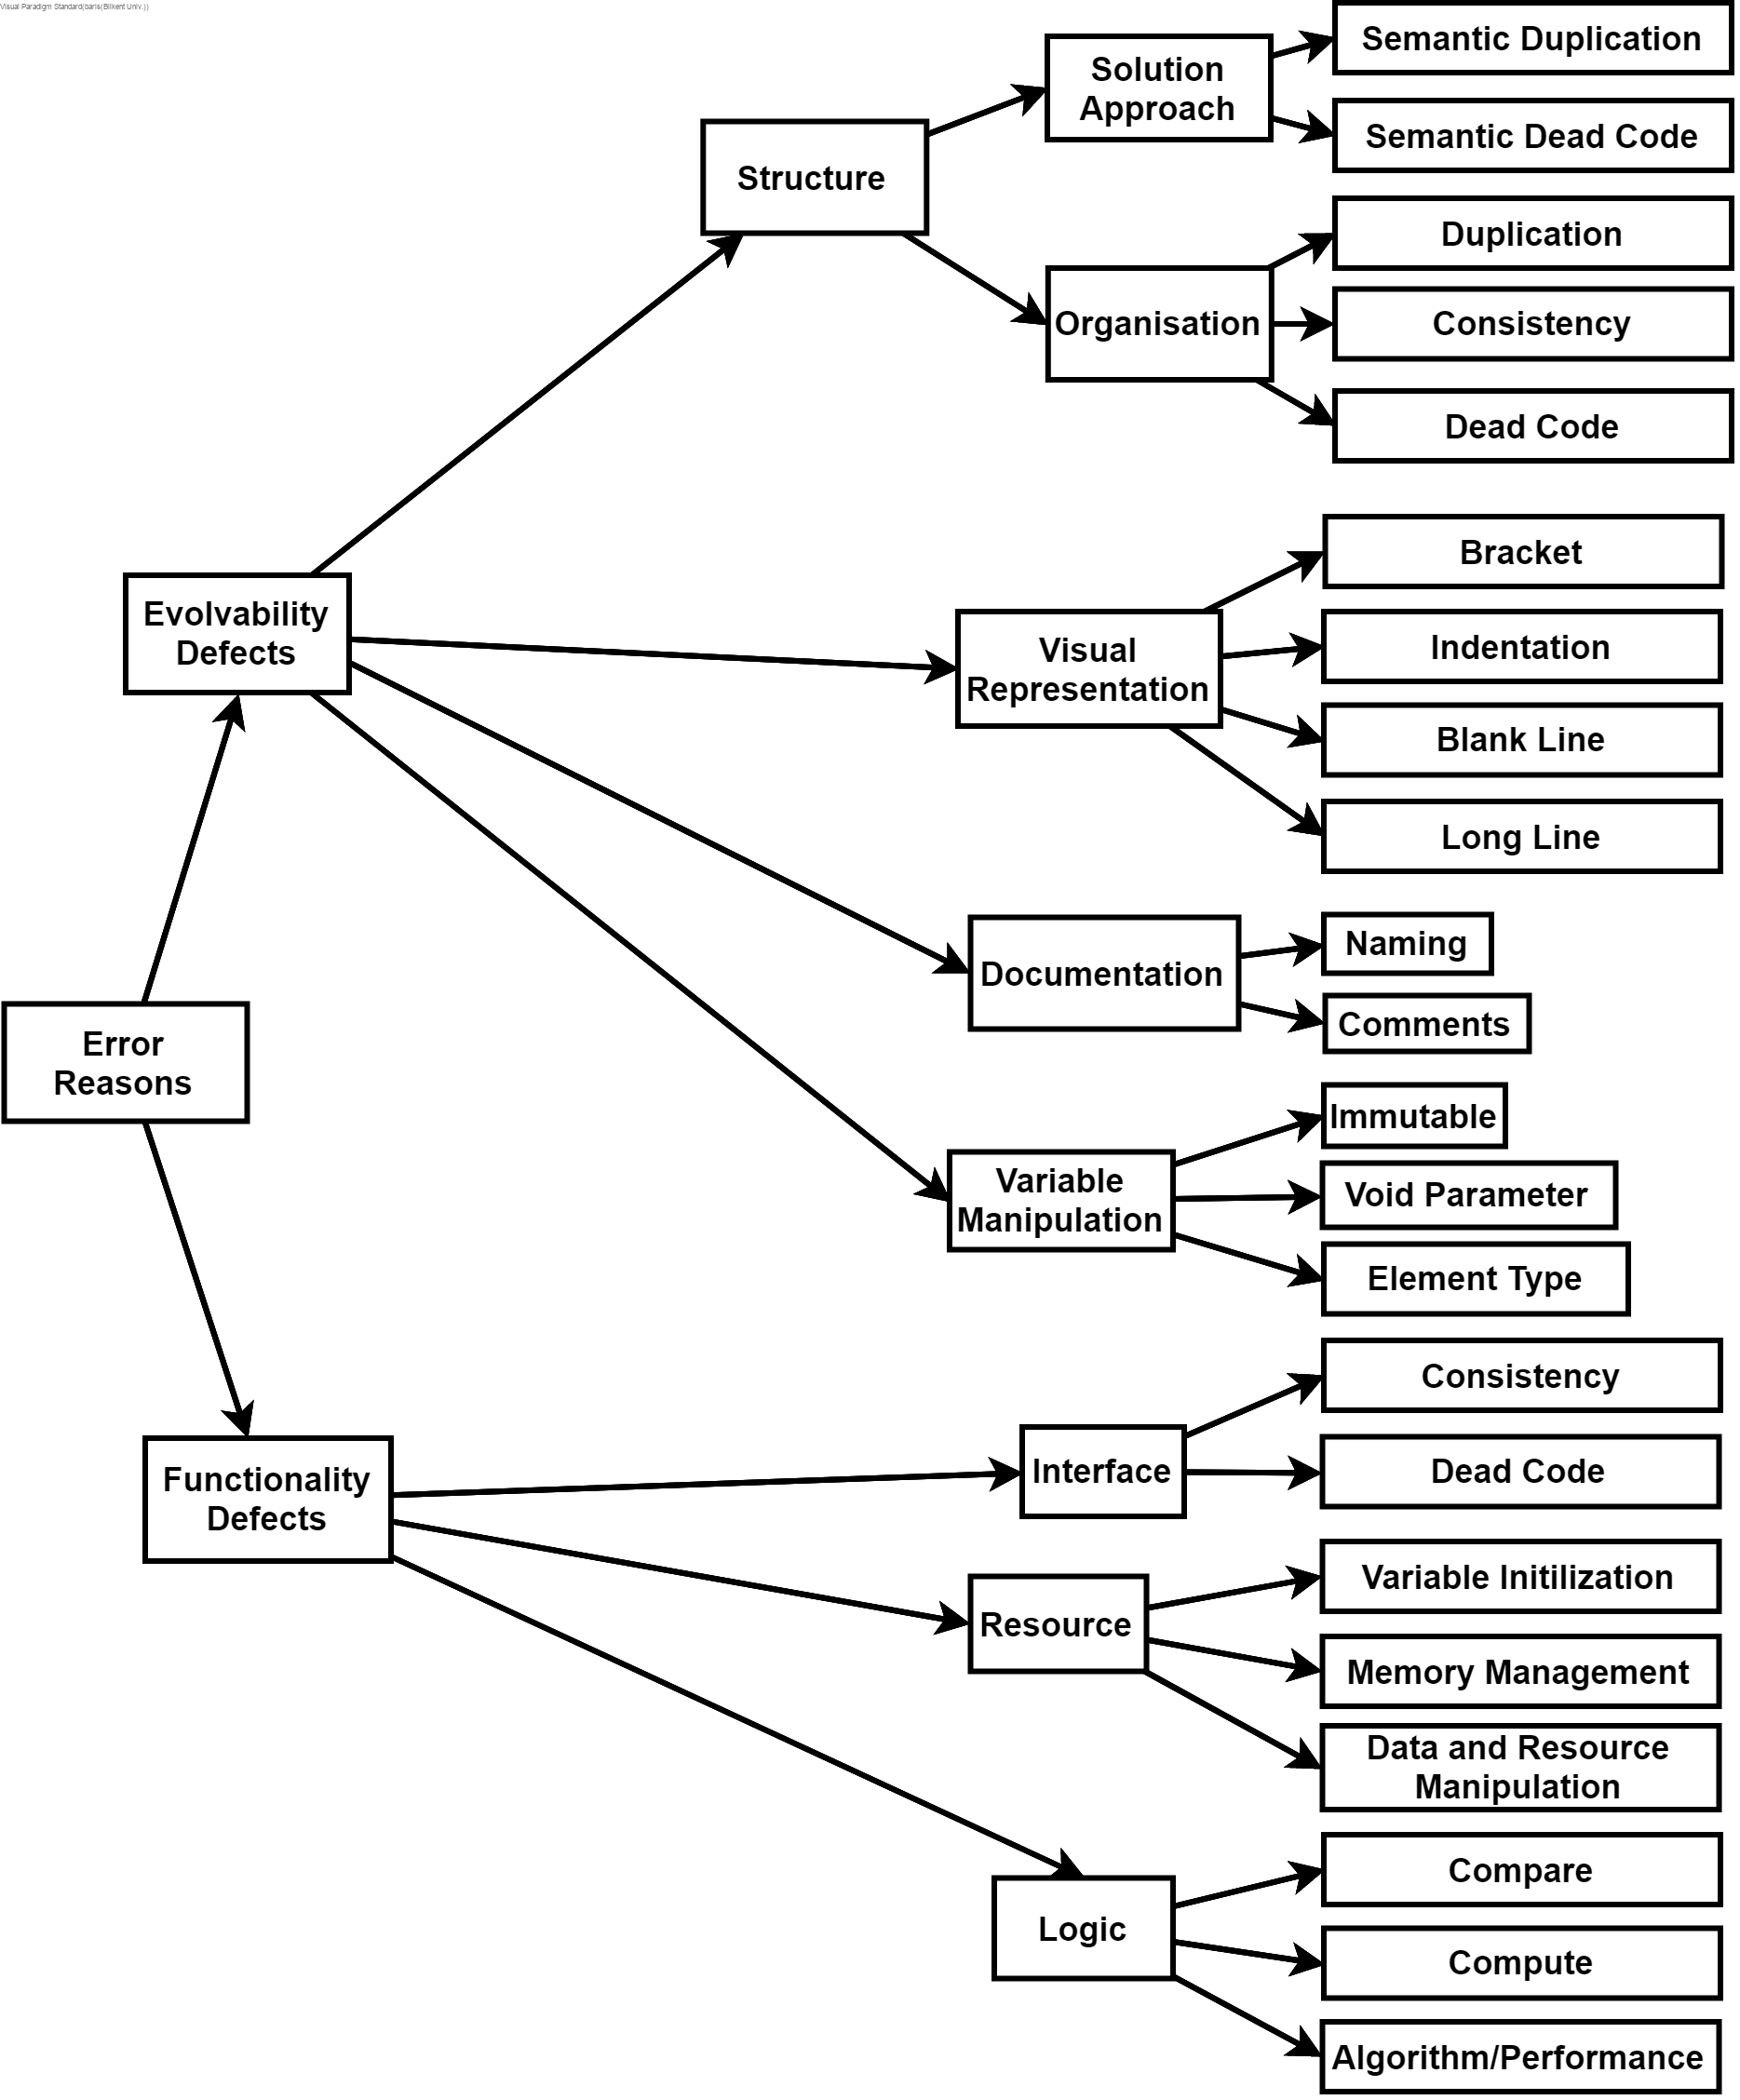 Visual Paradigm Standard(baris(Bilkent Univ.))
Semantic Duplication
Solution
Approach
Semantic Dead Code
Structure
Duplication
Organisation
Consistency
Dead Code
Bracket
Evolvability
Defects
Visual
Representation
Indentation
Blank Line
Long Line
Naming
Documentation
Comments
Error
Reasons
Immutable
Variable
Manipulation
Void Parameter
Element Type
Consistency
Interface
Dead Code
Functionality
Defects
Variable Initilization
Resource
Memory Management
Data and Resource
Manipulation
Compare
Logic
Compute
Algorithm/Performance